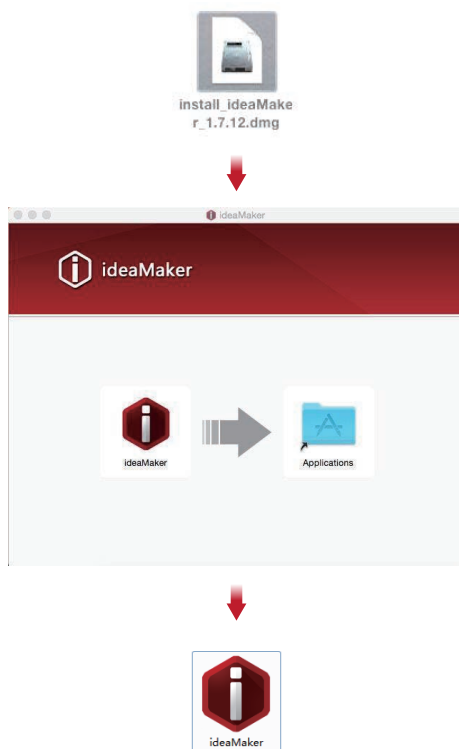 install_ideaMake
r_1.7.12.dmg
ideaMaker
ideaMaker
ideaMaker
Applications
ideaMaker